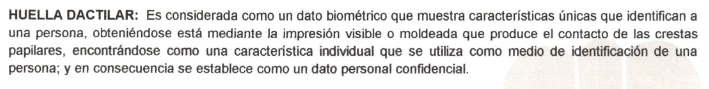 HUELLA DACTILAR: Es considerada como un dato biométrico que muestra características únicas que identifican a
una persona, obteniéndose está mediante la impresión visible o moldeada que produce el contacto de las crestas
papilares, encontrándose como una característica individual que se utiliza como medio de identificación de una
persona; y en consecuencia se establece como un dato personal confidencial.